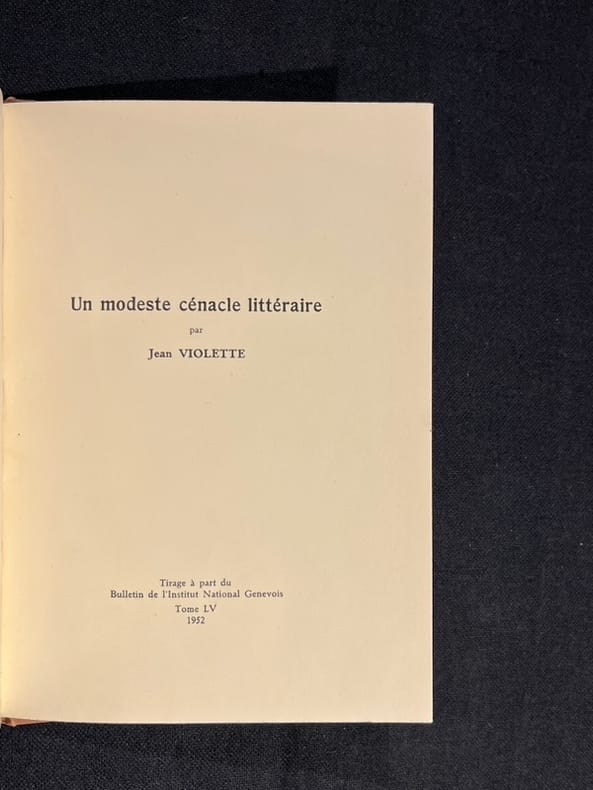 Un modeste cénacle littéraire
par
Jean VIOLETTE
Tirage à part du
Bulletin de l'Institut National Genevois
Tome LV
1952